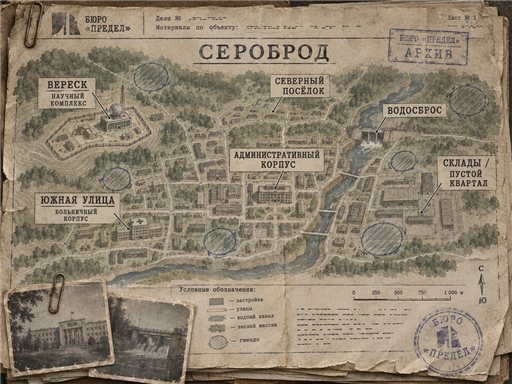 БЮРО
«ПРЕДЕЛ»
Дело №
Материалы по объекту:
Лист № 1
СЕРОБРОД
БЮРО «ПРЕДЕЛ»
АРХИВ
ВЕРЕСК
НАУЧНЫЙ
КОМПЛЕКС
СЕВЕРНЫЙ
ПОСЁЛОК
ВОДОСБРОС
АДМИНИСТРАТИВНЫЙ
КОРПУС
СКЛАДЫ /
ПУСТОЙ
КВАРТАЛ
ЮЖНАЯ УЛИЦА
БОЛЬНИЧНЫЙ
КОРПУС
Условные обозначения:
застройка
улицы
водный канал
лесной массив
гнездо
0 250 500 1 000 м
С
Ю
БЮРО
«ПРЕДЕЛ»